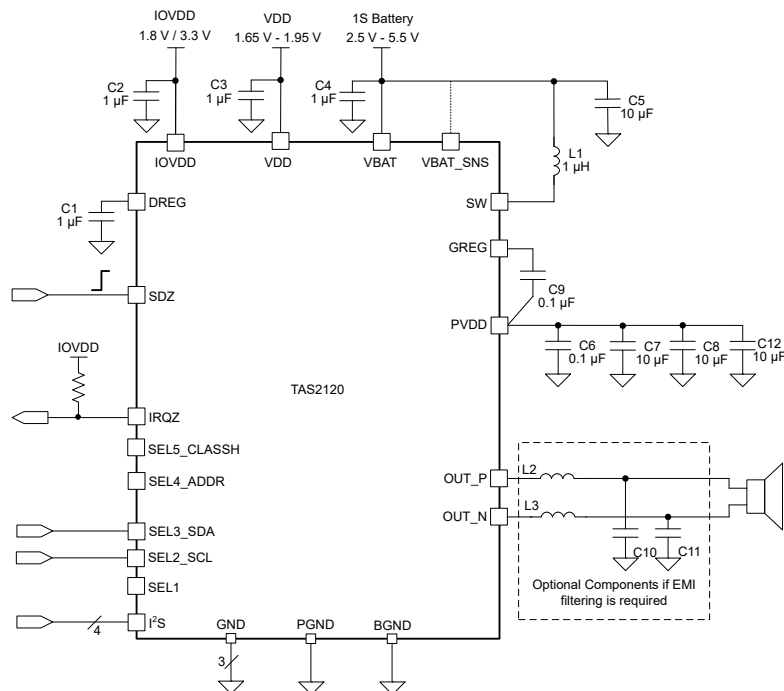 IOVDD
1.8 V / 3.3 V
VDD
1.65 V - 1.95 V
1S Battery
2.5 V - 5.5 V
C2
1 µF
C3
1 µF
C4
1 µF
C5
10 µF
L1
1 µH
IOVDD
VDD
VBAT
VBAT_SNS
C1
1 µF
DREG
SW
GREG
C9
0.1 µF
SDZ
PVDD
C6
0.1 µF
C7
10 µF
C8
10 µF
C12
10 µF
IOVDD
TAS2120
IRQZ
SEL5_CLASSH
SEL4_ADDR
OUT_P
L2
OUT_N
L3
SEL3_SDA
SEL2_SCL
C10
C11
SEL1
Optional Components if EMI
filtering is required
I²S
4
GND
PGND
BGND
3